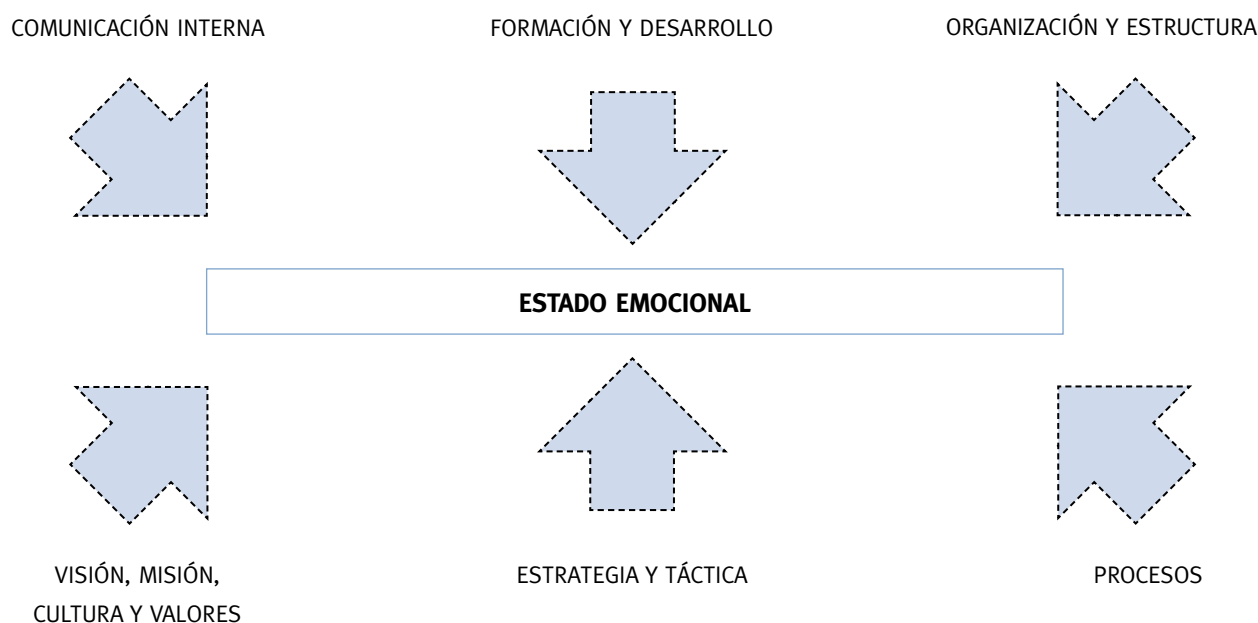 COMUNICACIÓN INTERNA
FORMACIÓN Y DESARROLLO
ORGANIZACIÓN Y ESTRUCTURA
ESTADO EMOCIONAL
VISIÓN, MISIÓN,
CULTURA Y VALORES
ESTRATEGIA Y TÁCTICA
PROCESOS